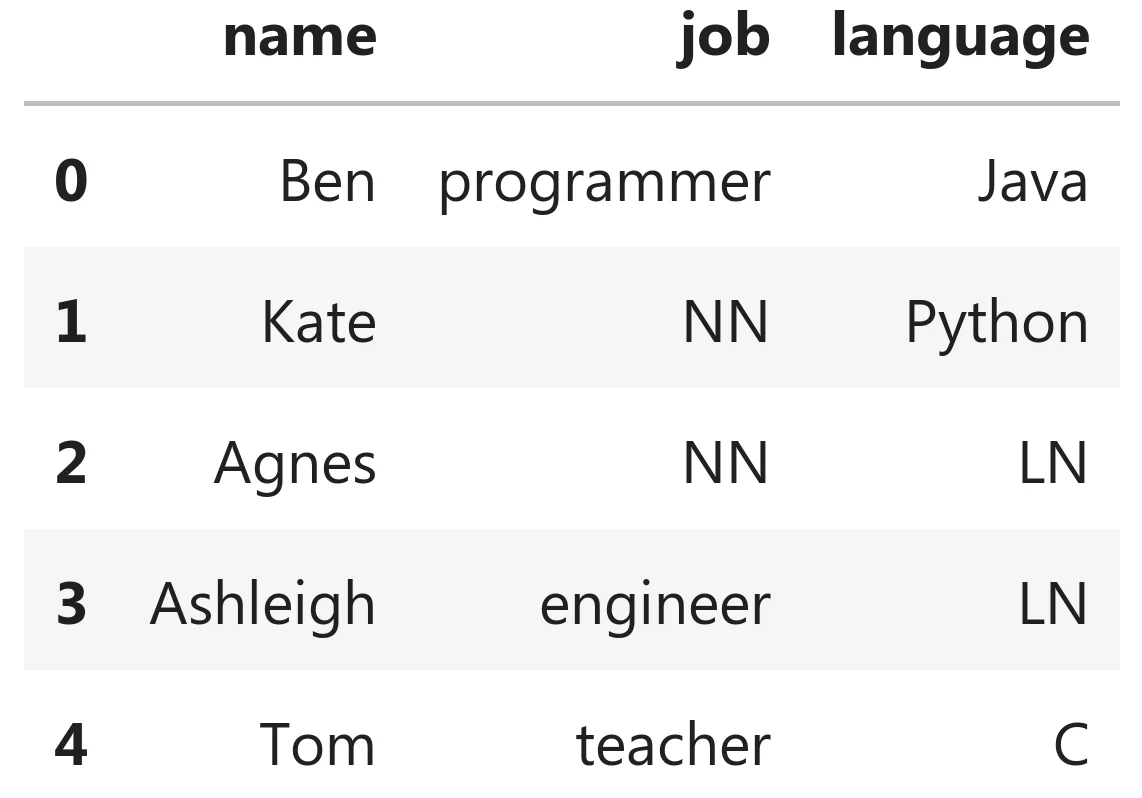 name job language
0 Ben programmer Java
1 Kate NN Python
2 Agnes NN LN
3 Ashleigh engineer LN
4 Tom teacher C